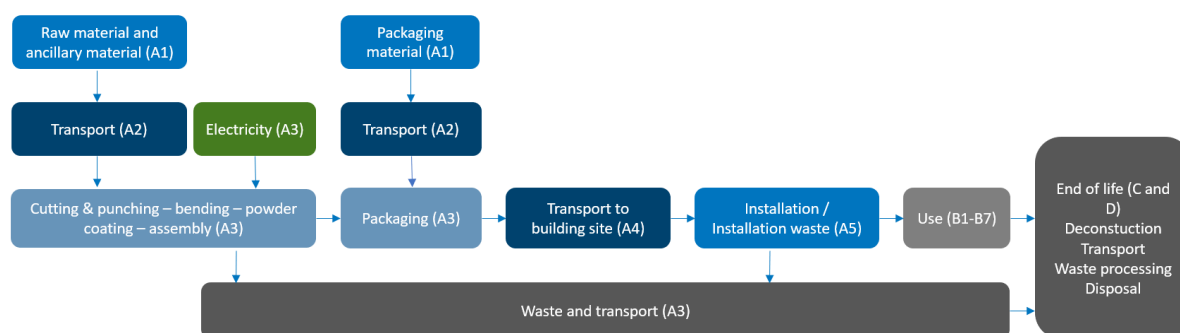 Raw material and
ancillary material (A1)
Packaging
material (A1)
Transport (A2)
Electricity (A3)
Transport (A2)
Cutting & punching – bending – powder
coating – assembly (A3)
Packaging (A3)
Transport to
building site (A4)
Installation /
Installation waste (A5)
Use (B1-B7)
End of life (C and
D)
Deconstuction
Transport
Waste processing
Disposal
Waste and transport (A3)